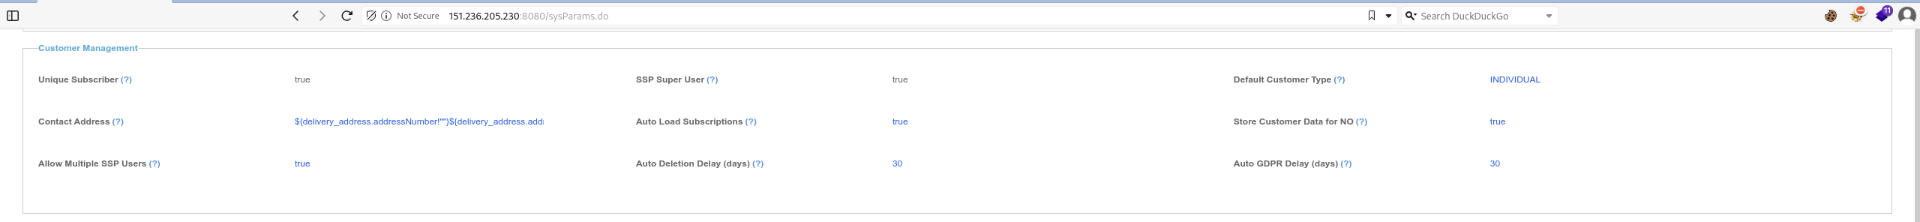 Not Secure 151.236.205.230:8080/sysParams.do Search DuckDuckGo 11
Customer Management
Unique Subscriber (?) true SSP Super User (?) true Default Customer Type (?) INDIVIDUAL
Contact Address (?) ${delivery_address.addressNumber!""}${delivery_address.addr Auto Load Subscriptions (?) true Store Customer Data for NO (?) true
Allow Multiple SSP Users (?) true Auto Deletion Delay (days) (?) 30 Auto GDPR Delay (days) (?) 30